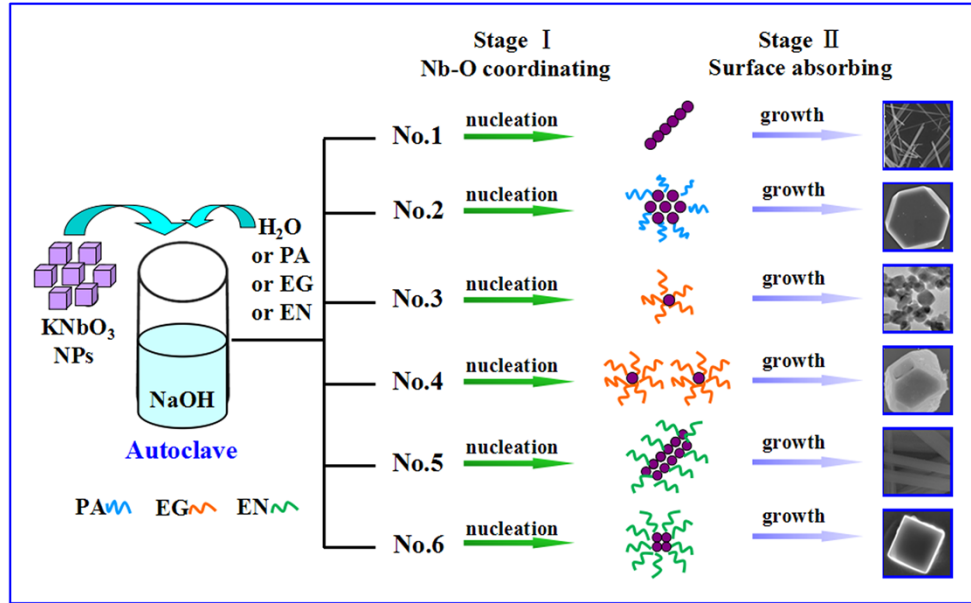 Stage Ⅰ
Nb-O coordinating
Stage Ⅱ
Surface absorbing
KNbO₃
NPs
H₂O
or PA
or EG
or EN
NaOH
Autoclave
PA
EG
EN
No.1
nucleation
growth
No.2
nucleation
growth
No.3
nucleation
growth
No.4
nucleation
growth
No.5
nucleation
growth
No.6
nucleation
growth